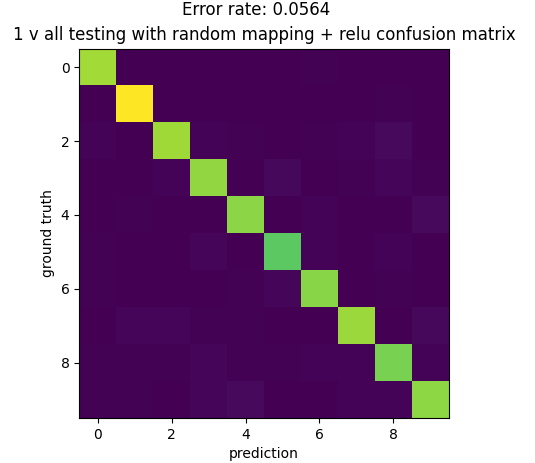 Error rate: 0.0564
1 v all testing with random mapping + relu confusion matrix
0
2
4
6
8
ground truth
0 2 4 6 8
prediction